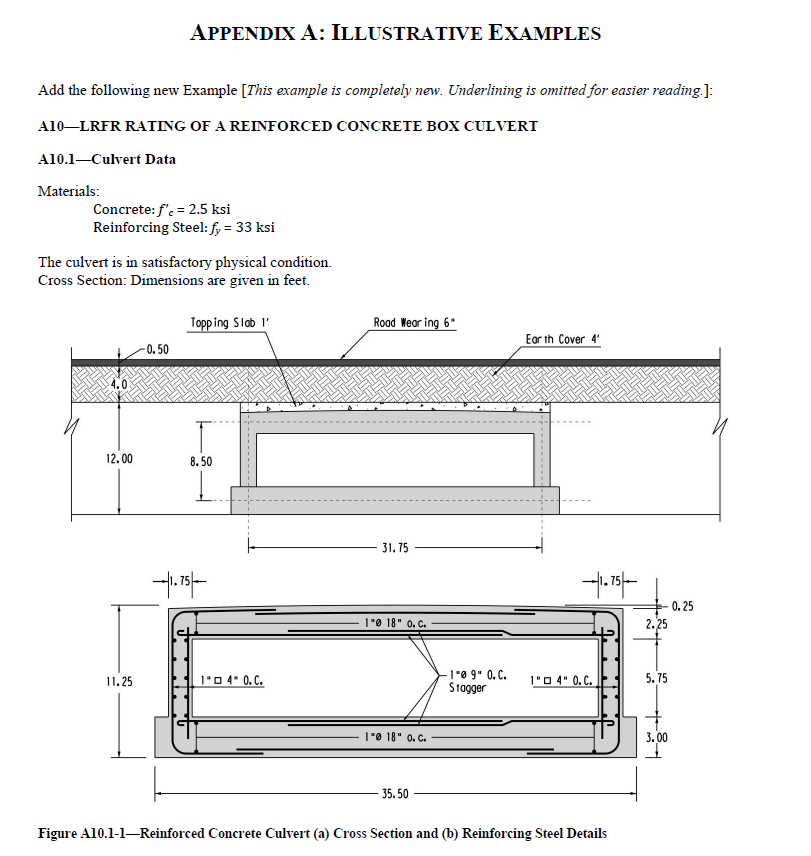 APPENDIX A: ILLUSTRATIVE EXAMPLES
Add the following new Example [This example is completely new. Underlining is omitted for easier reading.]:
A10—LRFR RATING OF A REINFORCED CONCRETE BOX CULVERT
A10.1—Culvert Data
Materials:
Concrete: f'c = 2.5 ksi
Reinforcing Steel: fy = 33 ksi
The culvert is in satisfactory physical condition.
Cross Section: Dimensions are given in feet.
Topping Slab 1'
Road Wearing 6"
Earth Cover 4'
0.50
4.0
12.00
8.50
31.75
1.75
1.75
0.25
2.25
1"ø 18" o.c.
11.25
1"□ 4" O.C.
1"ø 9" O.C.
Stagger
1"□ 4" O.C.
5.75
1"ø 18" o.c.
3.00
35.50
Figure A10.1-1—Reinforced Concrete Culvert (a) Cross Section and (b) Reinforcing Steel Details